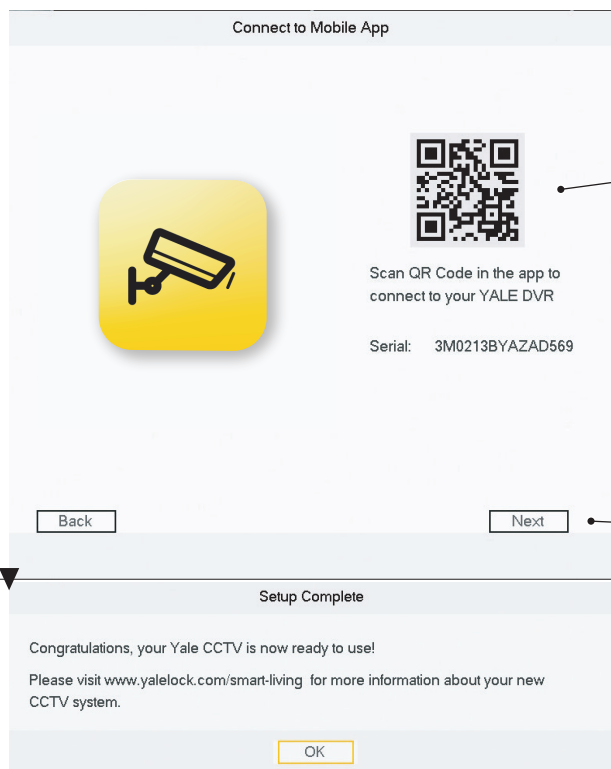 Connect to Mobile App
Scan QR Code in the app to
connect to your YALE DVR
Serial: 3M0213BYAZAD569
Back
Next
Setup Complete
Congratulations, your Yale CCTV is now ready to use!
Please visit www.yalelock.com/smart-living for more information about your new
CCTV system.
OK